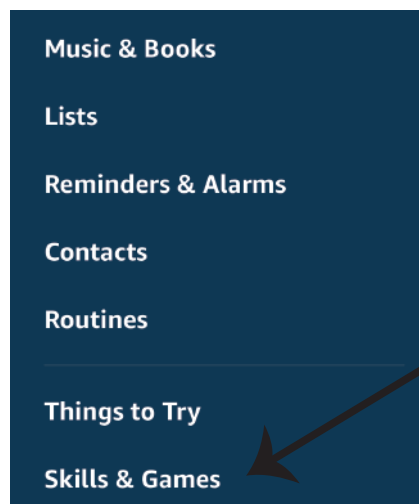 Music & Books
Lists
Reminders & Alarms
Contacts
Routines
Things to Try
Skills & Games